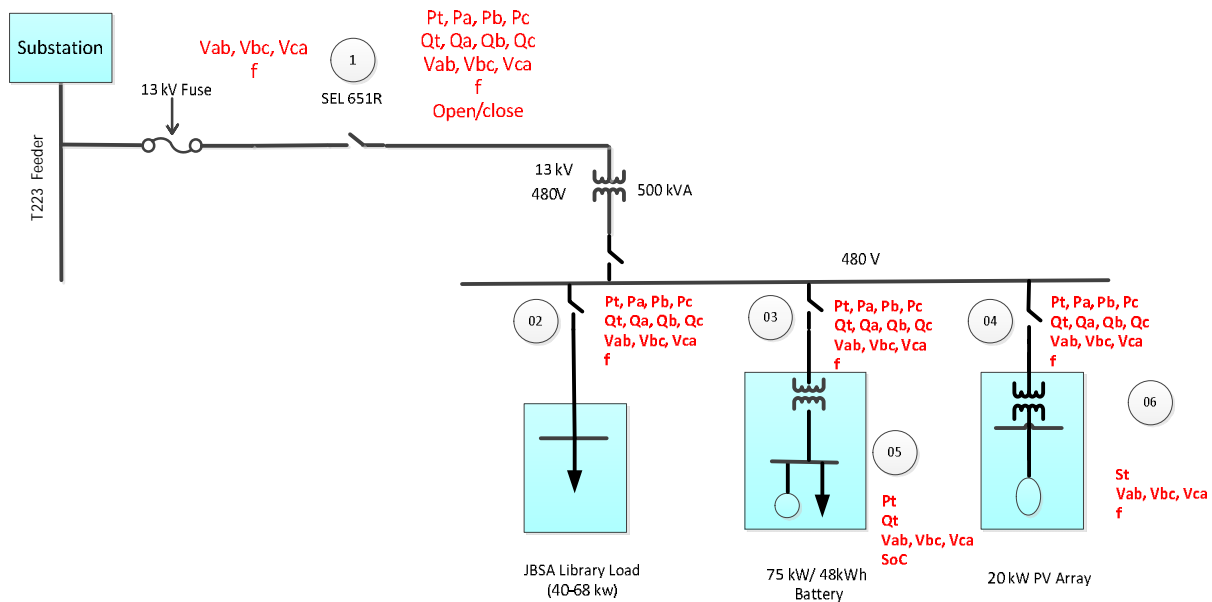 Substation
13 kV Fuse
T223 Feeder
Vab, Vbc, Vca
f
1
SEL 651R
Pt, Pa, Pb, Pc
Qt, Qa, Qb, Qc
Vab, Vbc, Vca
f
Open/close
13 kV
480V
500 kVA
480 V
02
Pt, Pa, Pb, Pc
Qt, Qa, Qb, Qc
Vab, Vbc, Vca
f
03
Pt, Pa, Pb, Pc
Qt, Qa, Qb, Qc
Vab, Vbc, Vca
f
04
Pt, Pa, Pb, Pc
Qt, Qa, Qb, Qc
Vab, Vbc, Vca
f
05
Pt
Qt
Vab, Vbc, Vca
SoC
06
St
Vab, Vbc, Vca
f
JBSA Library Load
(40-68 kw)
75 kW/ 48kWh
Battery
20 kW PV Array